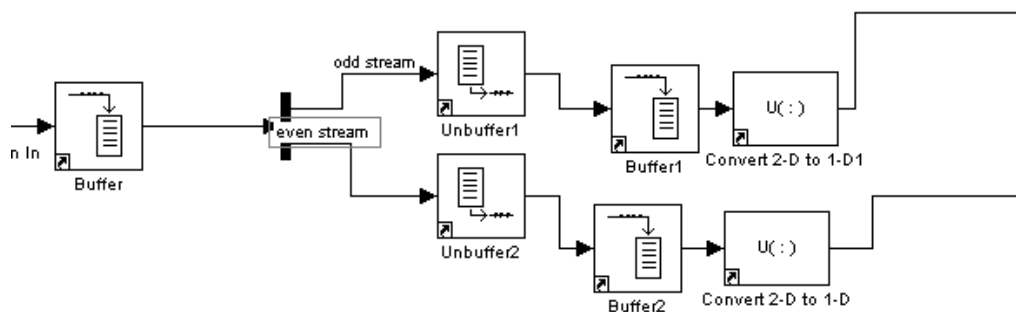 odd stream
U( : )
even stream
n In
Unbuffer1
Buffer
Buffer1
Convert 2-D to 1-D1
U( : )
Unbuffer2
Buffer2
Convert 2-D to 1-D